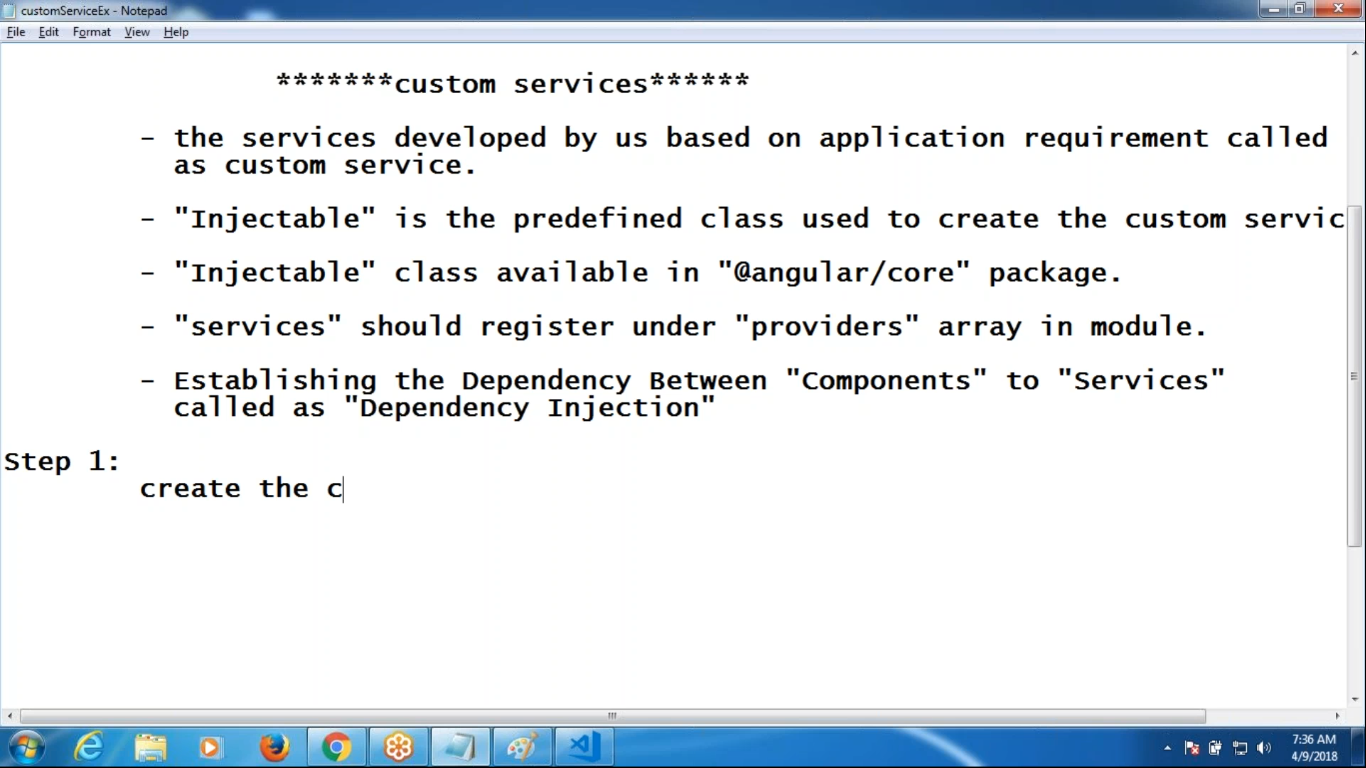 customServiceEx - Notepad
File Edit Format View Help
*******custom services******
- the services developed by us based on application requirement called
as custom service.
- "Injectable" is the predefined class used to create the custom servic
- "Injectable" class available in "@angular/core" package.
- "services" should register under "providers" array in module.
- Establishing the Dependency Between "Components" to "Services"
called as "Dependency Injection"
Step 1:
create the c
7:36 AM
4/9/2018